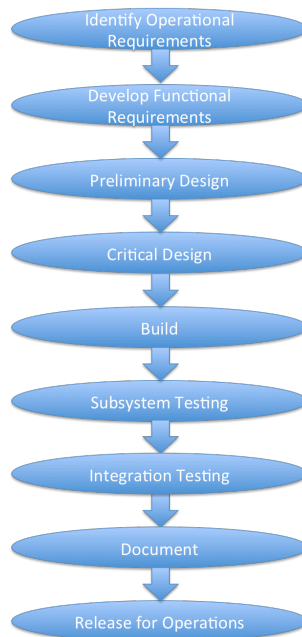 Identify Operational
Requirements
Develop Functional
Requirements
Preliminary Design
Critical Design
Build
Subsystem Testing
Integration Testing
Document
Release for Operations